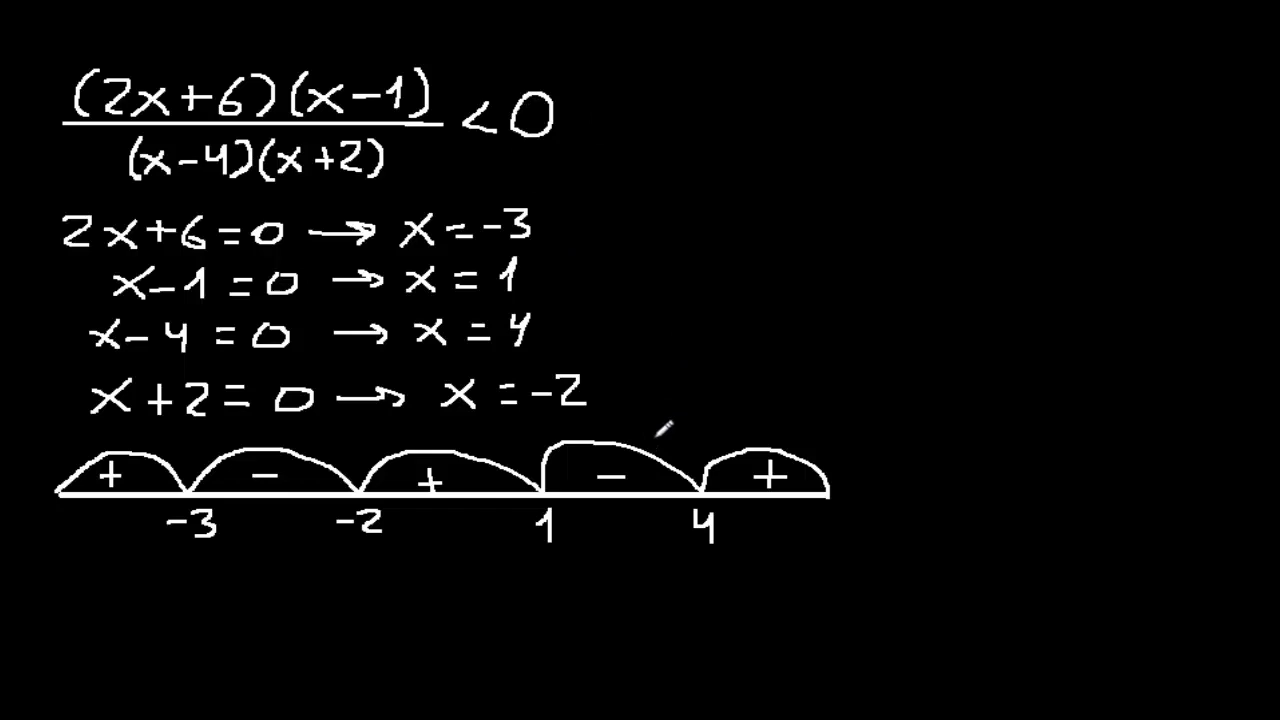 (2x+6)(x-1)
< 0
(x-4)(x+2)
2x+6=0 → x=-3
x-1=0 → x=1
x-4=0 → x=4
x+2=0 → x=-2
+ - + - +
-3 -2 1 4